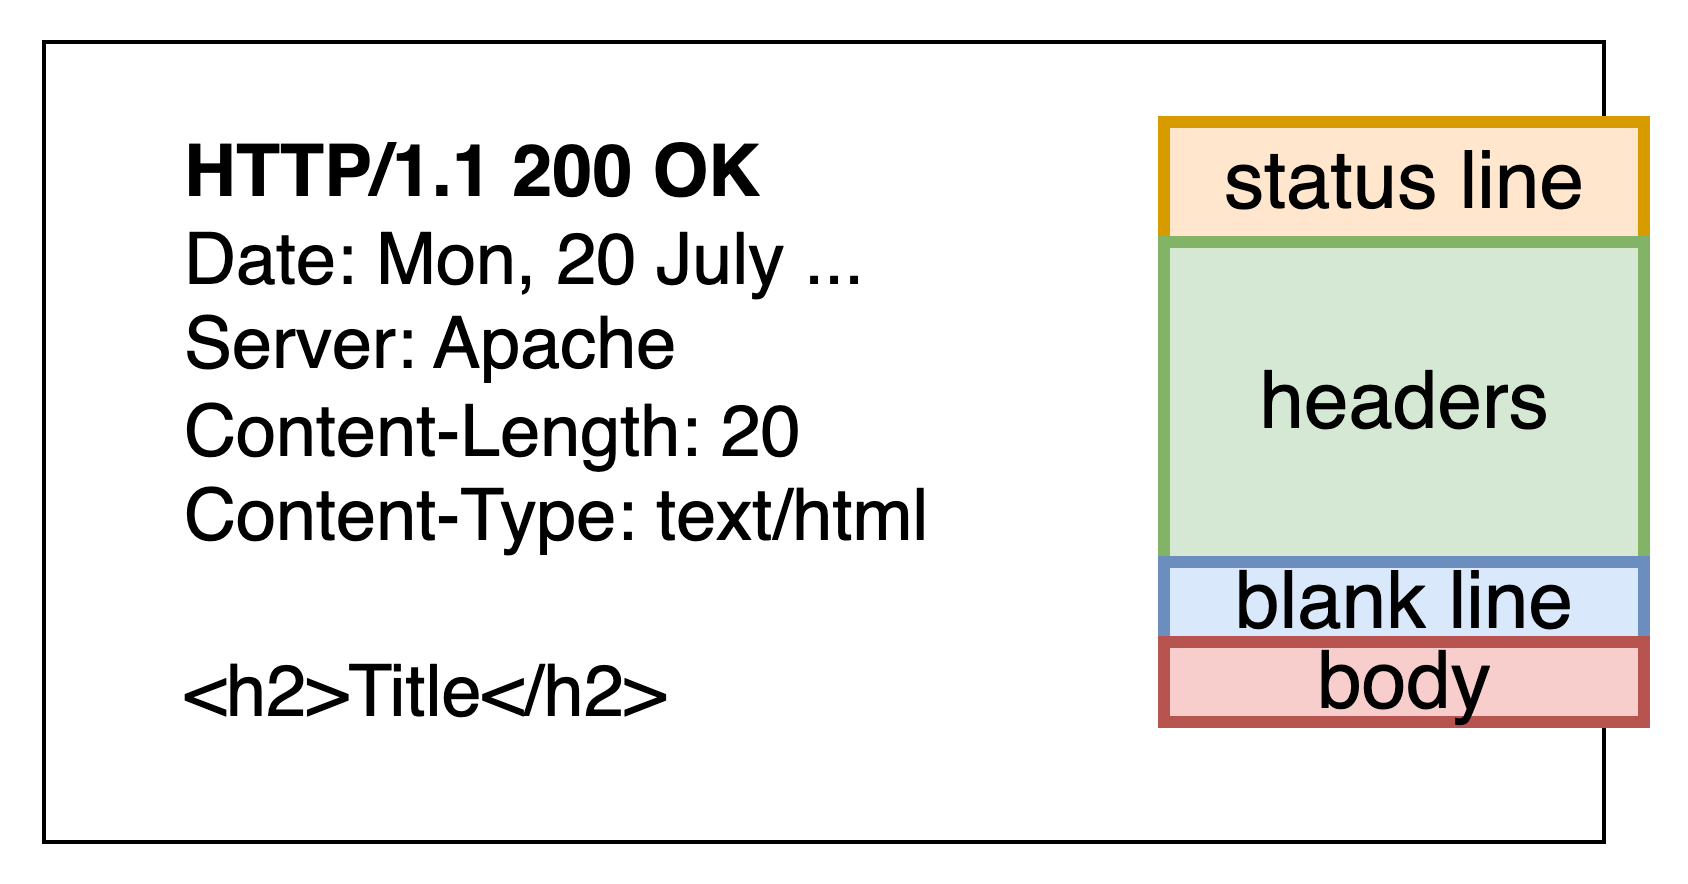 HTTP/1.1 200 OK
Date: Mon, 20 July ...
Server: Apache
Content-Length: 20
Content-Type: text/html
<h2>Title</h2>
status line
headers
blank line
body